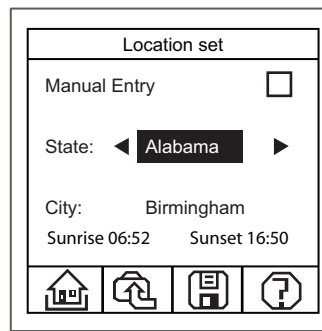 Location set
Manual Entry
State: Alabama
City: Birmingham
Sunrise 06:52 Sunset 16:50
?